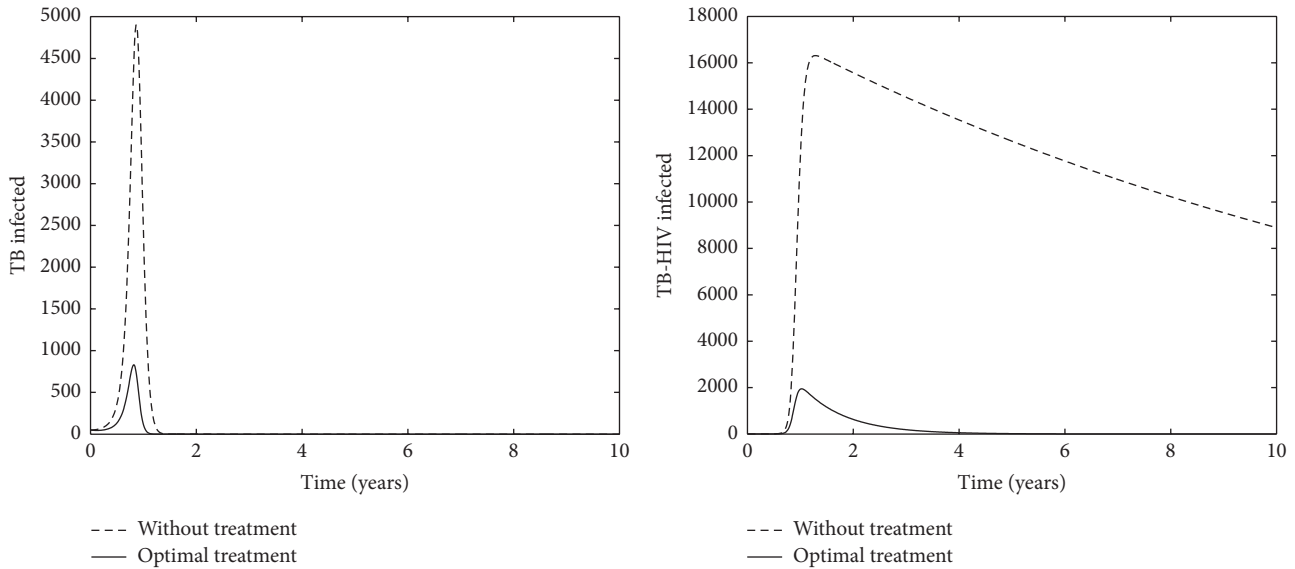 5000
4500
4000
3500
3000
2500
2000
1500
1000
500
0
TB infected
0 2 4 6 8 10
Time (years)
Without treatment
Optimal treatment
18000
16000
14000
12000
10000
8000
6000
4000
2000
0
TB-HIV infected
0 2 4 6 8 10
Time (years)
Without treatment
Optimal treatment